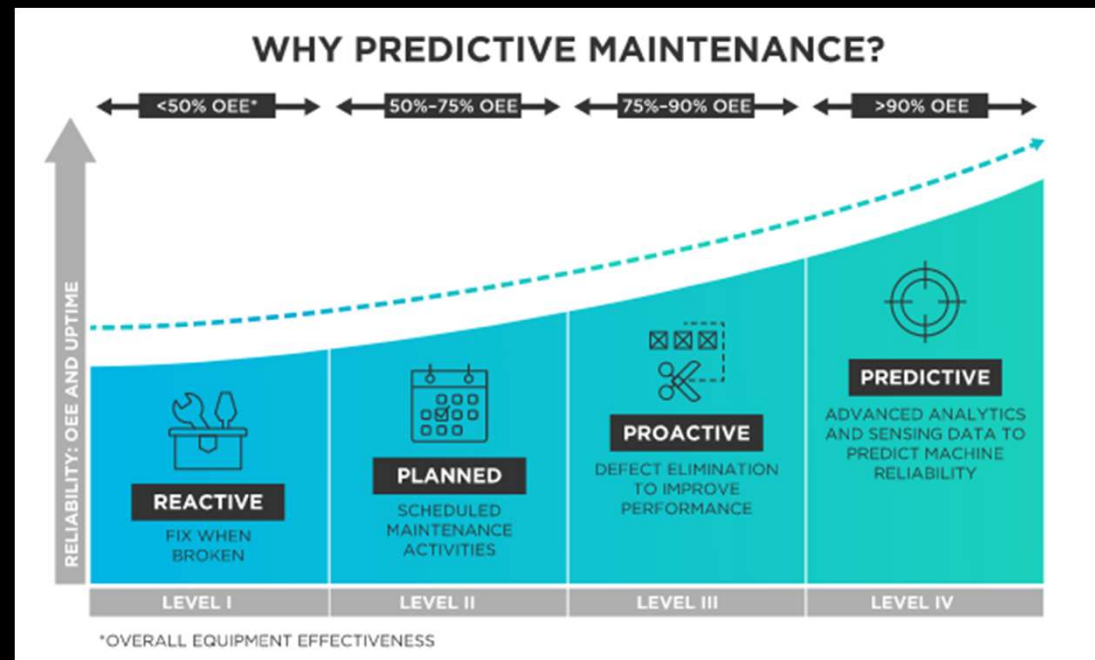 WHY PREDICTIVE MAINTENANCE?
<50% OEE*
50%–75% OEE
75%–90% OEE
>90% OEE
RELIABILITY: OEE AND UPTIME
REACTIVE
FIX WHEN
BROKEN
PLANNED
SCHEDULED
MAINTENANCE
ACTIVITIES
PROACTIVE
DEFECT ELIMINATION
TO IMPROVE
PERFORMANCE
PREDICTIVE
ADVANCED ANALYTICS
AND SENSING DATA TO
PREDICT MACHINE
RELIABILITY
LEVEL I
LEVEL II
LEVEL III
LEVEL IV
*OVERALL EQUIPMENT EFFECTIVENESS